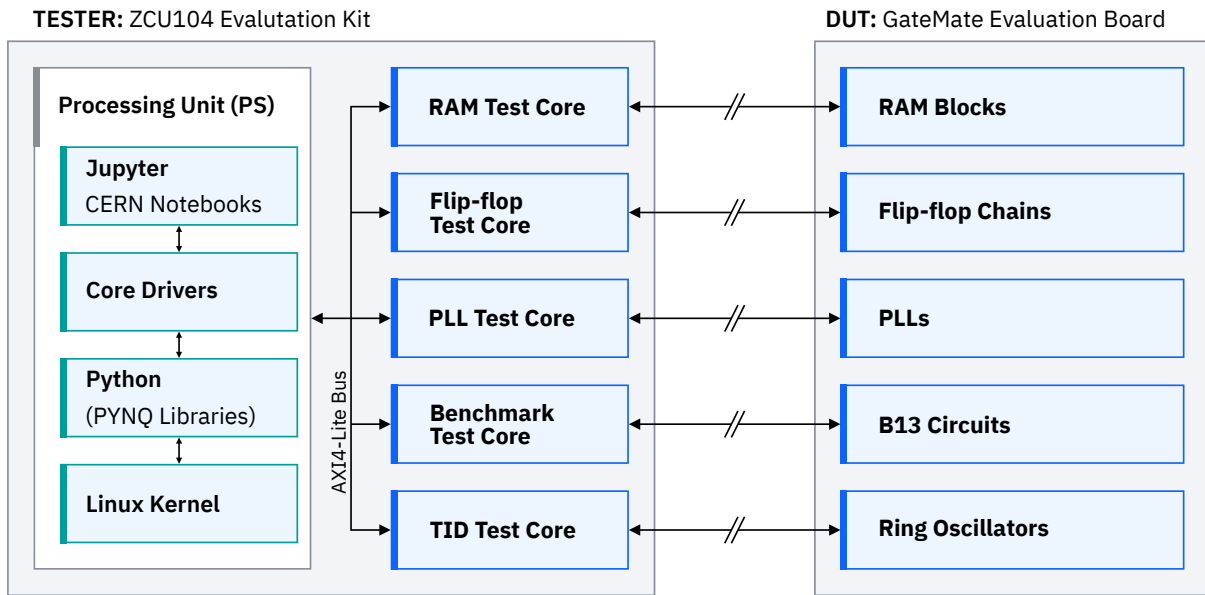 TESTER: ZCU104 Evalutation Kit
DUT: GateMate Evaluation Board
Processing Unit (PS)
Jupyter
CERN Notebooks
Core Drivers
Python
(PYNQ Libraries)
Linux Kernel
AXI4-Lite Bus
RAM Test Core
Flip-flop
Test Core
PLL Test Core
Benchmark
Test Core
TID Test Core
RAM Blocks
Flip-flop Chains
PLLs
B13 Circuits
Ring Oscillators